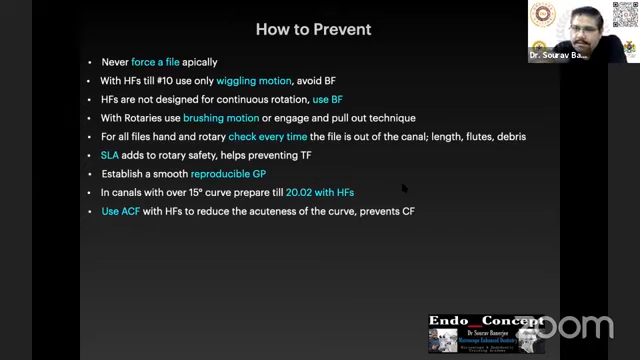 How to Prevent
Never force a file apically
With HFs till #10 use only wiggling motion, avoid BF
HFs are not designed for continuous rotation, use BF
With Rotaries use brushing motion or engage and pull out technique
For all files hand and rotary check every time the file is out of the canal; length, flutes, debris
SLA adds to rotary safety, helps preventing TF
Establish a smooth reproducible GP
In canals with over 15° curve prepare till 20.02 with HFs
Use ACF with HFs to reduce the acuteness of the curve, prevents CF
Dr. Sourav Ba...
Endo_Concept
Dr Sourav Banerjee
Microscope Enhanced Dentistry
zoom